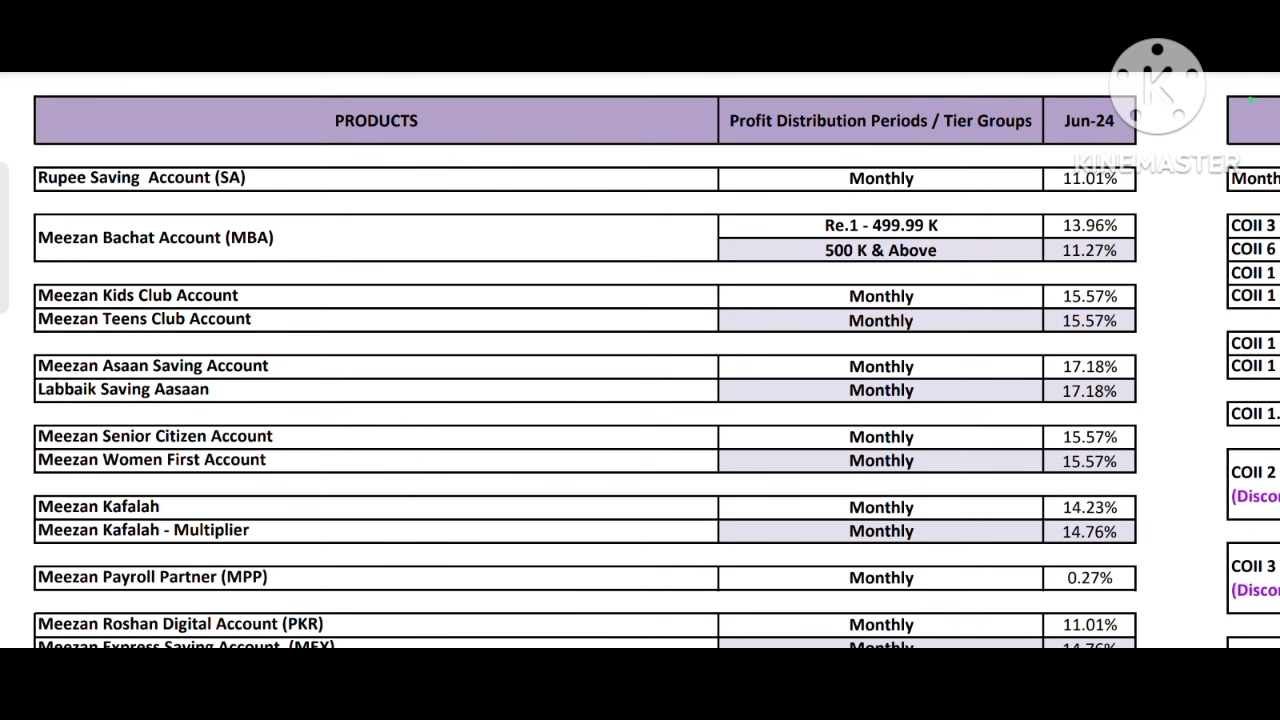 KINEMASTER
PRODUCTS Profit Distribution Periods / Tier Groups Jun-24
Rupee Saving Account (SA) Monthly 11.01%
Meezan Bachat Account (MBA) Re.1 - 499.99 K 13.96%
500 K & Above 11.27%
Meezan Kids Club Account Monthly 15.57%
Meezan Teens Club Account Monthly 15.57%
Meezan Asaan Saving Account Monthly 17.18%
Labbaik Saving Aasaan Monthly 17.18%
Meezan Senior Citizen Account Monthly 15.57%
Meezan Women First Account Monthly 15.57%
Meezan Kafalah Monthly 14.23%
Meezan Kafalah - Multiplier Monthly 14.76%
Meezan Payroll Partner (MPP) Monthly 0.27%
Meezan Roshan Digital Account (PKR) Monthly 11.01%
Meezan Express Saving Account (MEX) Monthly 14.76%
Month
COII 3
COII 6
COII 1
COII 1
COII 1
COII 1
COII 1.
COII 2
(Discor
COII 3
(Discor